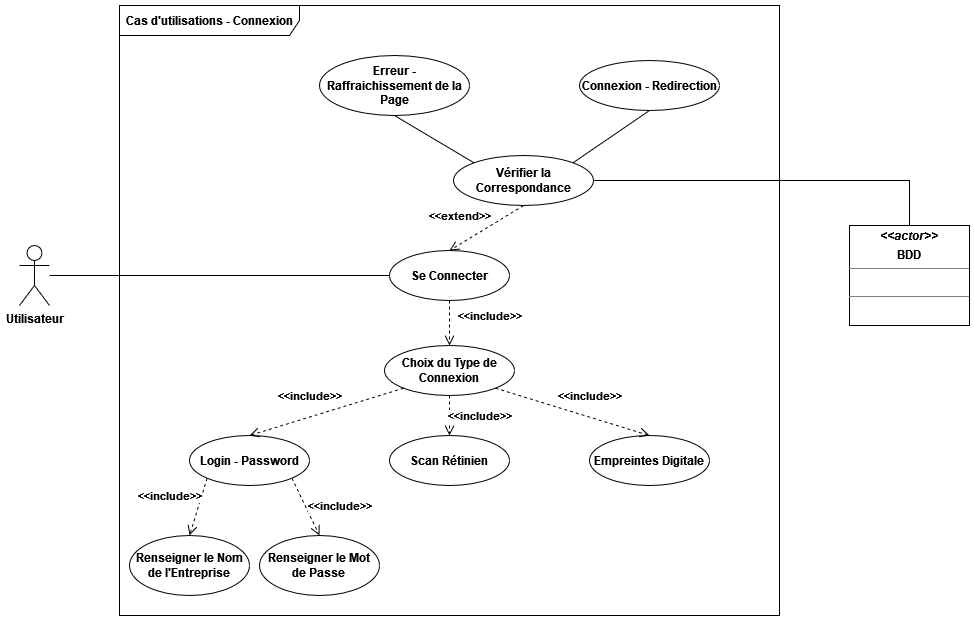 Cas d'utilisations - Connexion
Erreur -
Raffraichissement de la
Page
Connexion - Redirection
Vérifier la
Correspondance
<<extend>>
<<actor>>
BDD
Se Connecter
Utilisateur
<<include>>
Choix du Type de
Connexion
<<include>>
<<include>>
<<include>>
Login - Password
Scan Rétinien
Empreintes Digitale
<<include>>
<<include>>
Renseigner le Nom
de l'Entreprise
Renseigner le Mot
de Passe